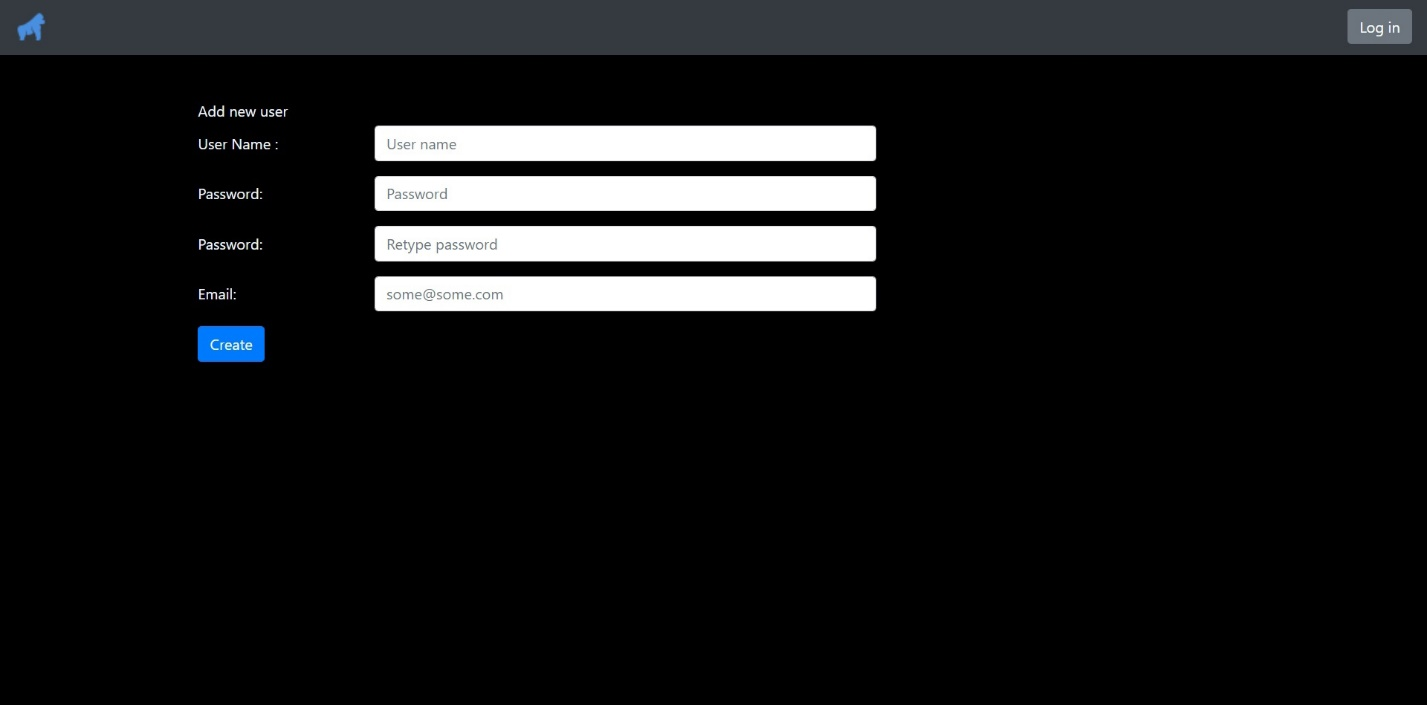 Log in
Add new user
User Name : User name
Password: Password
Password: Retype password
Email: some@some.com
Create